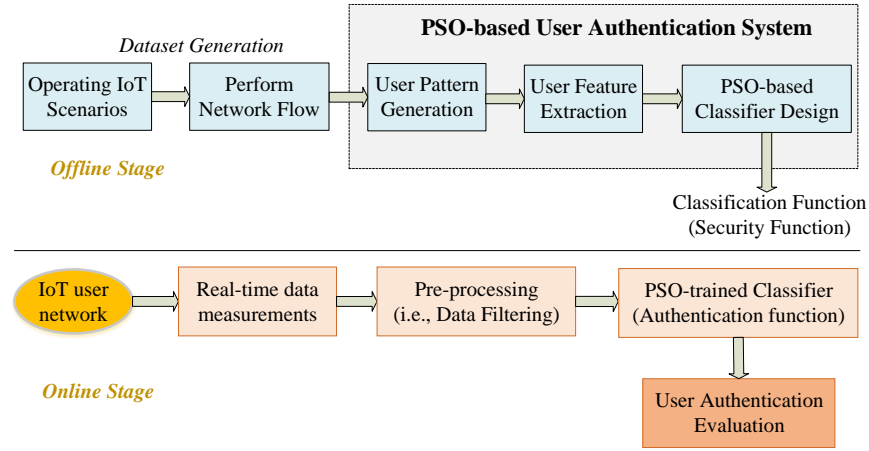 PSO-based User Authentication System
Dataset Generation
Operating IoT
Scenarios
Perform
Network Flow
User Pattern
Generation
User Feature
Extraction
PSO-based
Classifier Design
Offline Stage
Classification Function
(Security Function)
IoT user
network
Real-time data
measurements
Pre-processing
(i.e., Data Filtering)
PSO-trained Classifier
(Authentication function)
Online Stage
User Authentication
Evaluation